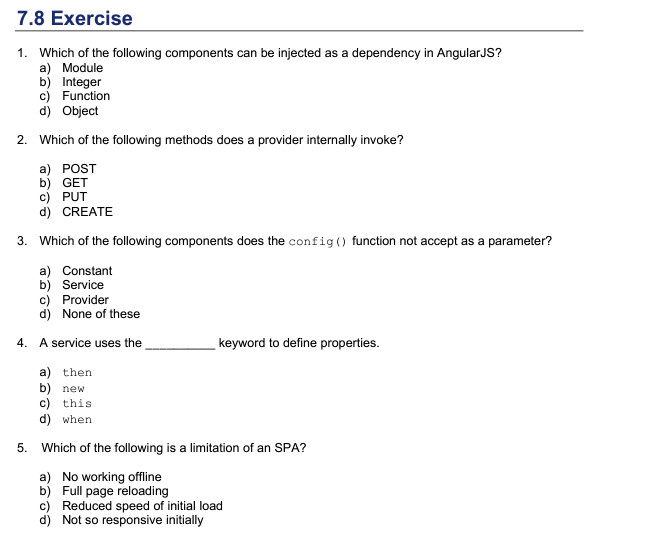 7.8 Exercise
1. Which of the following components can be injected as a dependency in AngularJS?
a) Module
b) Integer
c) Function
d) Object
2. Which of the following methods does a provider internally invoke?
a) POST
b) GET
c) PUT
d) CREATE
3. Which of the following components does the config() function not accept as a parameter?
a) Constant
b) Service
c) Provider
d) None of these
4. A service uses the __________ keyword to define properties.
a) then
b) new
c) this
d) when
5. Which of the following is a limitation of an SPA?
a) No working offline
b) Full page reloading
c) Reduced speed of initial load
d) Not so responsive initially